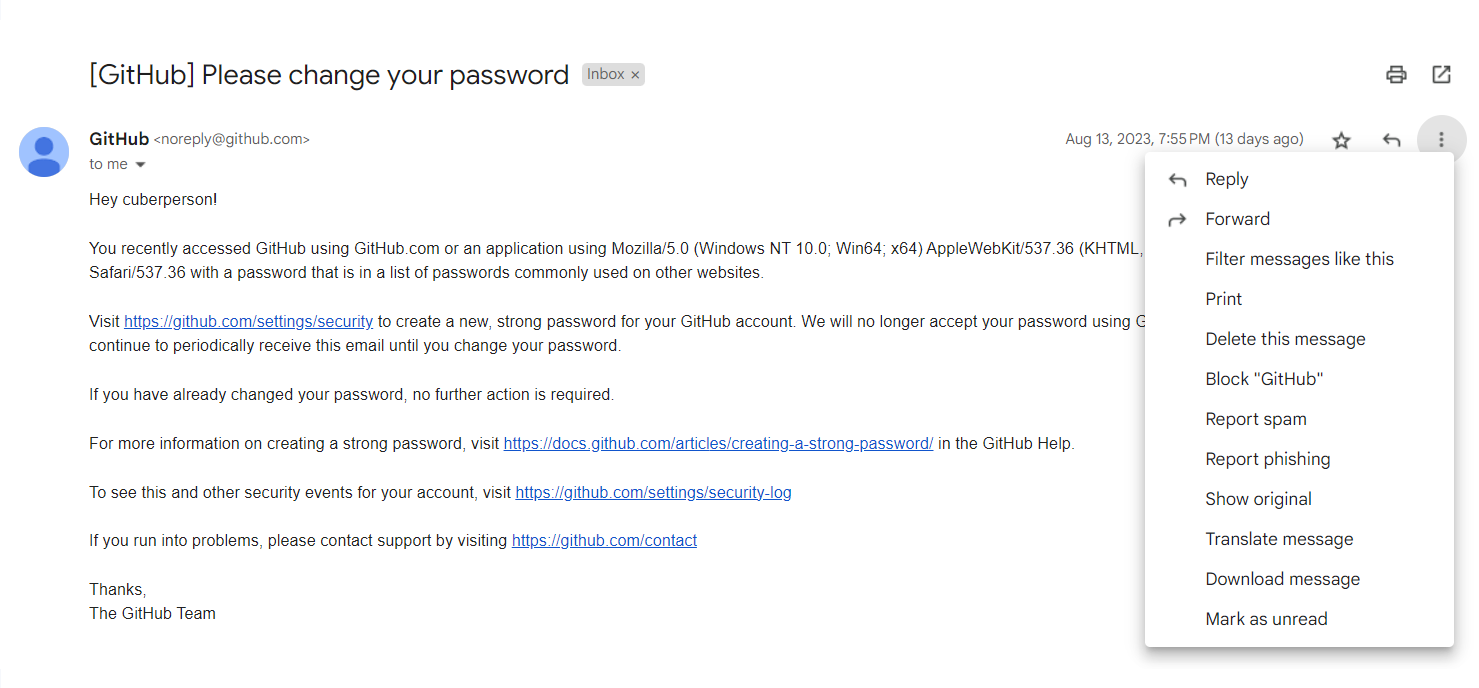 [GitHub] Please change your password Inbox ×
GitHub <noreply@github.com> Aug 13, 2023, 7:55 PM (13 days ago)
to me
Hey cuberperson!
You recently accessed GitHub using GitHub.com or an application using Mozilla/5.0 (Windows NT 10.0; Win64; x64) AppleWebKit/537.36 (KHTML,
Safari/537.36 with a password that is in a list of passwords commonly used on other websites.
Visit https://github.com/settings/security to create a new, strong password for your GitHub account. We will no longer accept your password using G
continue to periodically receive this email until you change your password.
If you have already changed your password, no further action is required.
For more information on creating a strong password, visit https://docs.github.com/articles/creating-a-strong-password/ in the GitHub Help.
To see this and other security events for your account, visit https://github.com/settings/security-log
If you run into problems, please contact support by visiting https://github.com/contact
Thanks,
The GitHub Team
Reply
Forward
Filter messages like this
Print
Delete this message
Block "GitHub"
Report spam
Report phishing
Show original
Translate message
Download message
Mark as unread